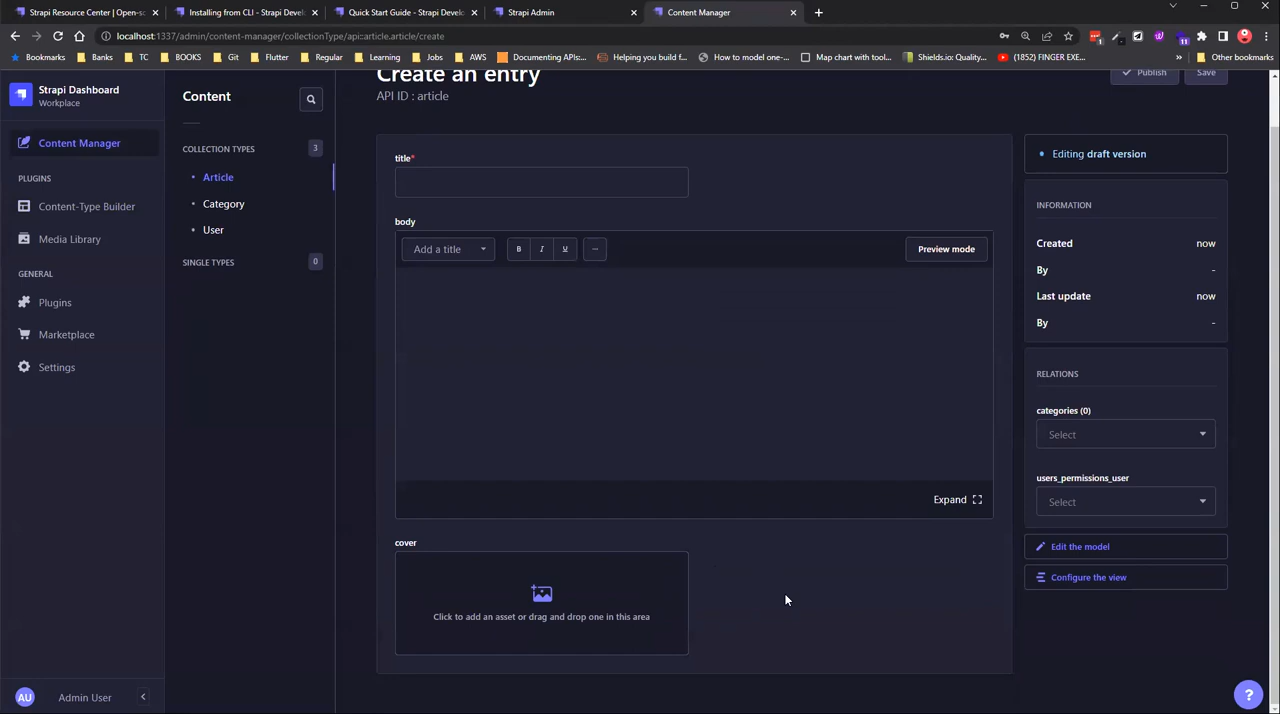 Strapi Resource Center | Open-so
Installing from CLI - Strapi Devel
Quick Start Guide - Strapi Develo
Strapi Admin
Content Manager
localhost:1337/admin/content-manager/collectionType/api::article.article/create
Bookmarks
Banks
TC
BOOKS
Git
Flutter
Regular
Jobs
Learning
AWS
Documenting APIs:...
Helping you build f...
How to model one-...
Map chart with tool...
Shields.io: Quality...
(1852) FINGER EXE...
Other bookmarks
Strapi Dashboard
Workplace
Content Manager
PLUGINS
Content-Type Builder
Media Library
GENERAL
Plugins
Marketplace
Settings
AU
Admin User
Content
COLLECTION TYPES 3
Article
Category
User
SINGLE TYPES 0
Create an entry
API ID : article
Publish
Save
title*
body
Add a title
B
I
U
Preview mode
Expand
cover
Click to add an asset or drag and drop one in this area
Editing draft version
INFORMATION
Created now
By -
Last update now
By -
RELATIONS
categories (0)
Select
users_permissions_user
Select
Edit the model
Configure the view
?